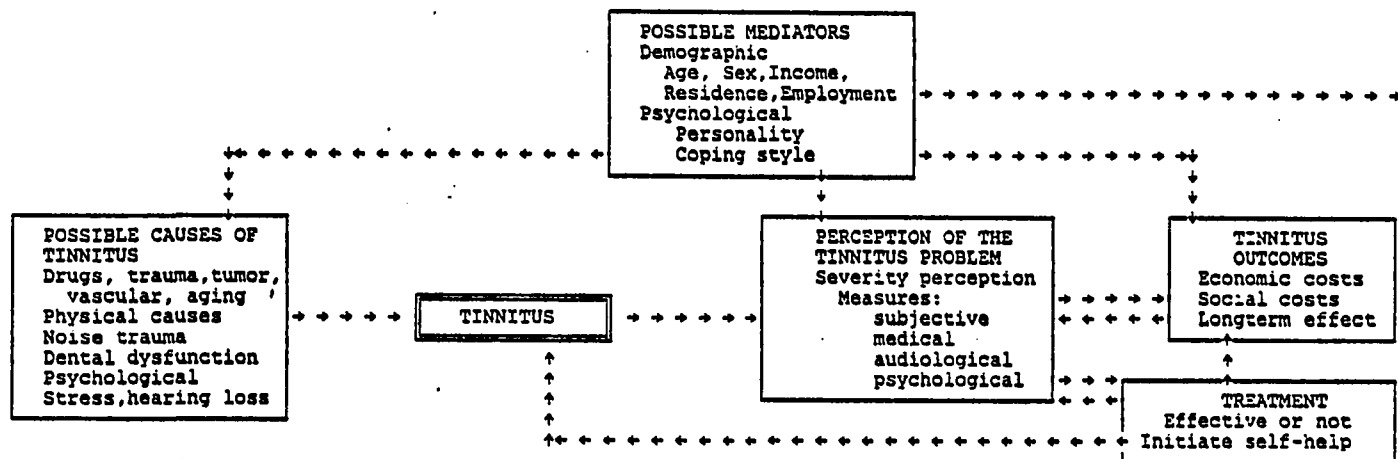 POSSIBLE MEDIATORS
Demographic
Age, Sex,Income,
Residence,Employment
Psychological
Personality
Coping style
POSSIBLE CAUSES OF
TINNITUS
Drugs, trauma,tumor,
vascular, aging
Physical causes
Noise trauma
Dental dysfunction
Psychological
Stress,hearing loss
TINNITUS
PERCEPTION OF THE
TINNITUS PROBLEM
Severity perception
Measures:
subjective
medical
audiological
psychological
TINNITUS
OUTCOMES
Economic costs
Social costs
Longterm effect
TREATMENT
Effective or not
Initiate self-help